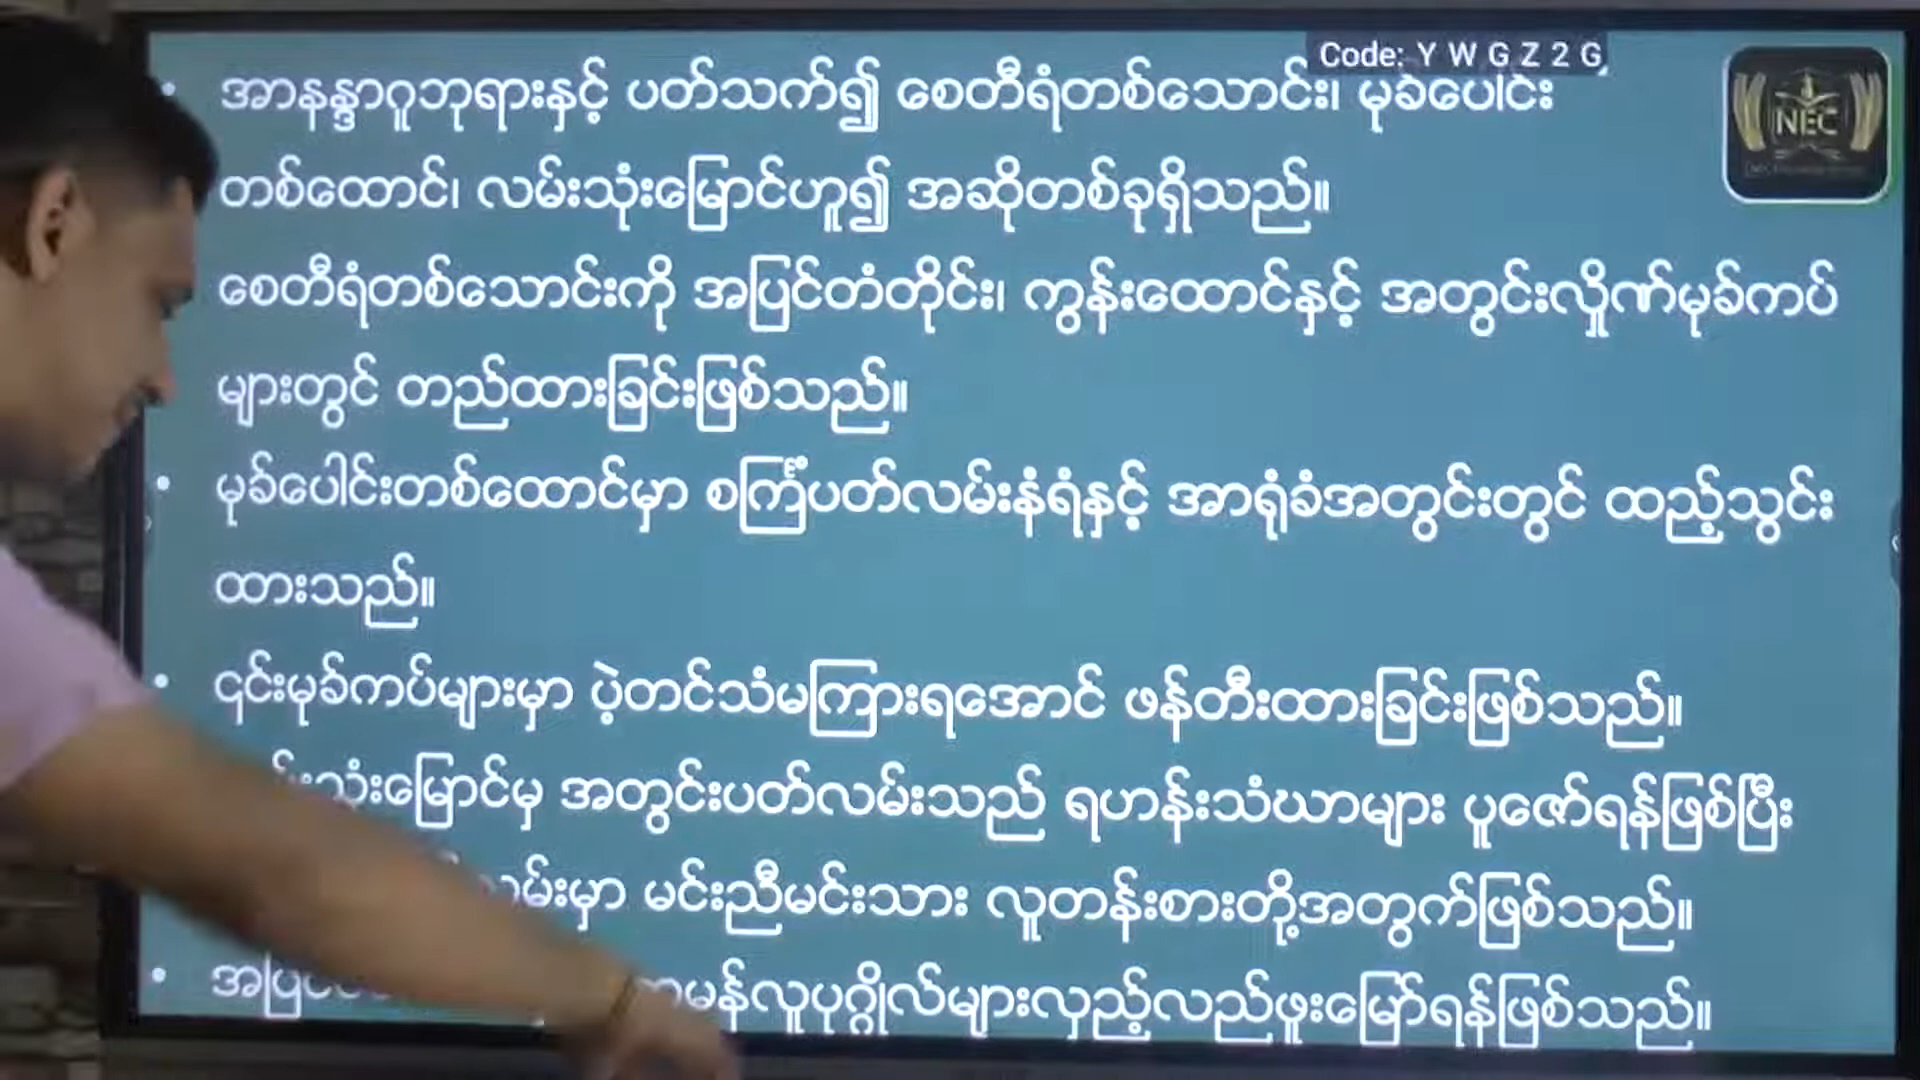 Code: Y W G Z 2 G
NEC
• အာနန္ဒာဂူဘုရားနှင့် ပတ်သက်၍ စေတီရံတစ်သောင်း၊ မုခ်ပေါင်း
တစ်ထောင်၊ လမ်းသုံးမြောင်ဟူ၍ အဆိုတစ်ခုရှိသည်။
စေတီရံတစ်သောင်းကို အပြင်တံတိုင်း၊ ကွန်းထောင်နှင့် အတွင်းလှိုဏ်မုခ်ကပ်
များတွင် တည်ထားခြင်းဖြစ်သည်။
• မုခ်ပေါင်းတစ်ထောင်မှာ စင်္ကြံပတ်လမ်းနံရံနှင့် အာရုံခံအတွင်းတွင် ထည့်သွင်း
ထားသည်။
• ၎င်းမုခ်ကပ်များမှာ ပဲ့တင်သံမကြားရအောင် ဖန်တီးထားခြင်းဖြစ်သည်။
အတွင်းပတ်လမ်းသည် ရဟန်းသံဃာများ ပူဇော်ရန်ဖြစ်ပြီး
မင်းညီမင်းသား လူတန်းစားတို့အတွက်ဖြစ်သည်။
• လူပုဂ္ဂိုလ်များလှည့်လည်ဖူးမြော်ရန်ဖြစ်သည်။